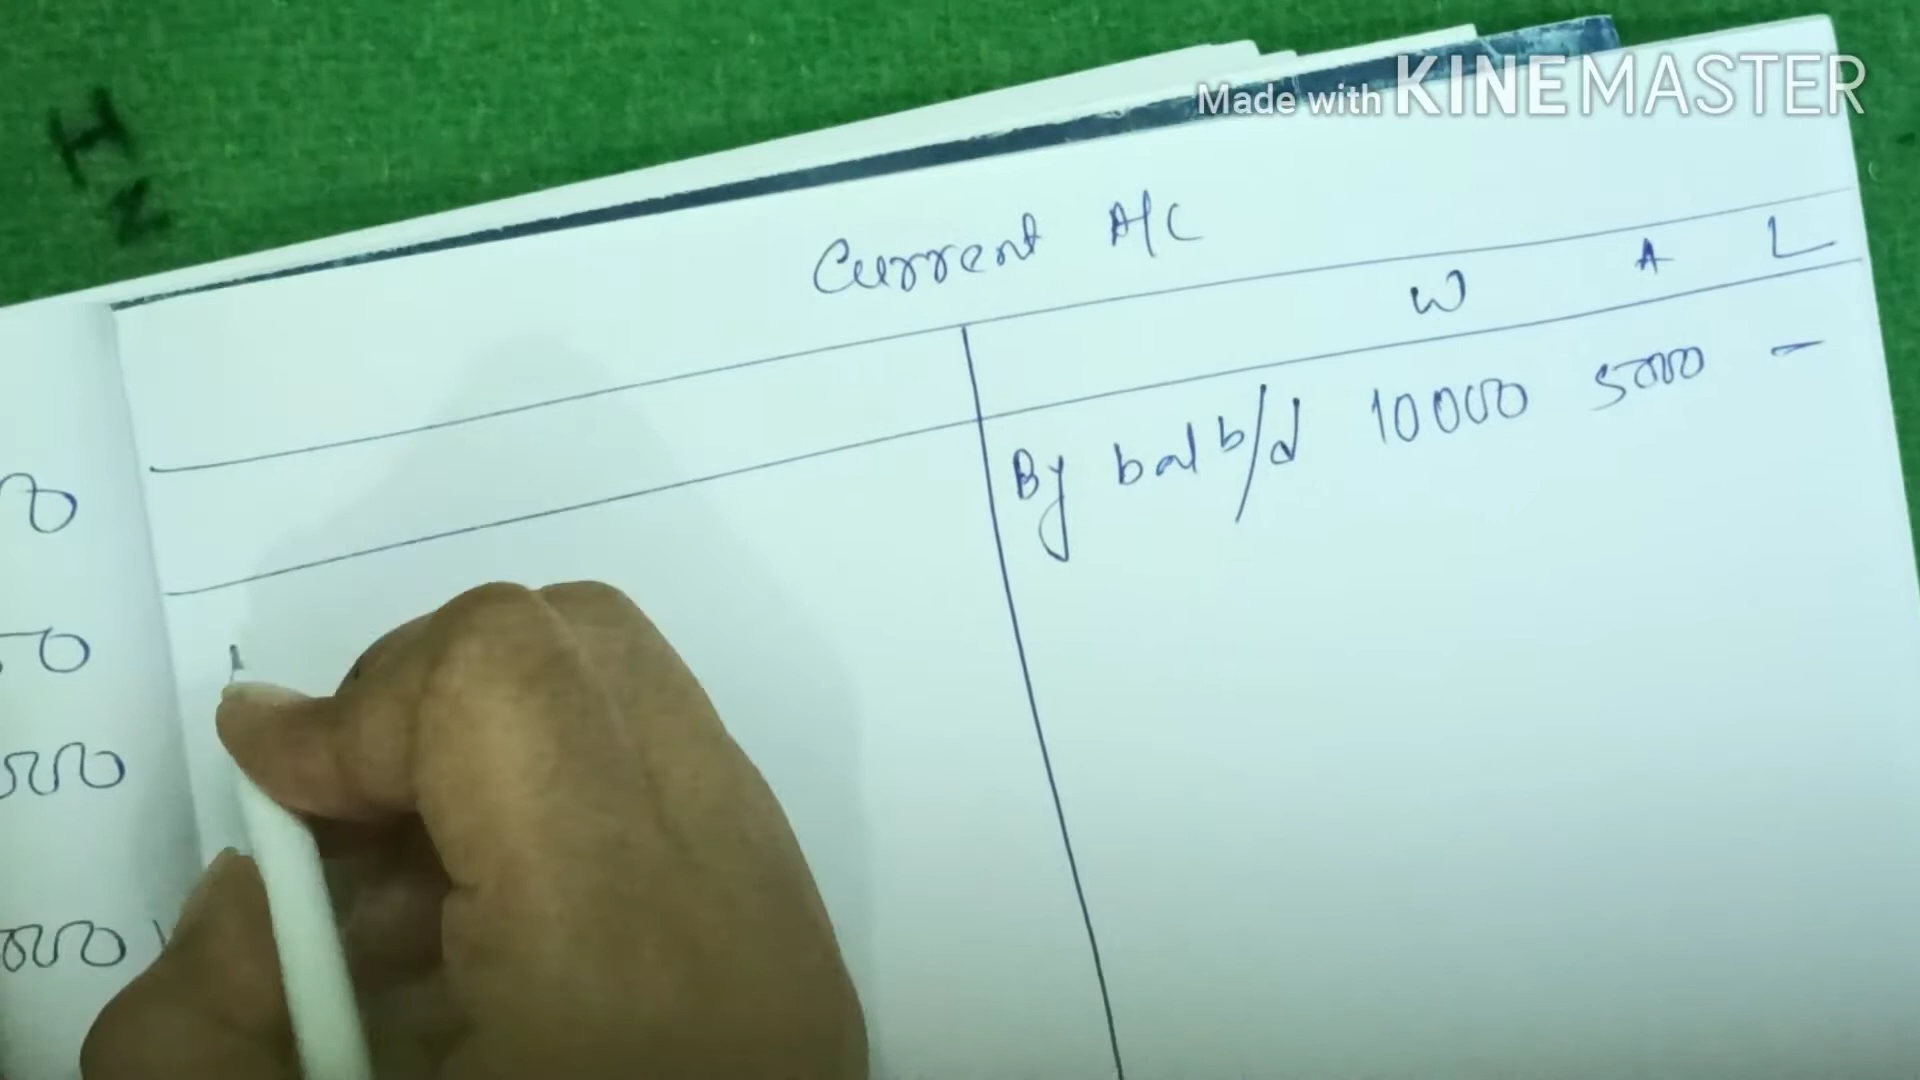 Made with KINEMASTER
H
N
Current A/C
W A L
By bal b/d 10000 5000 -